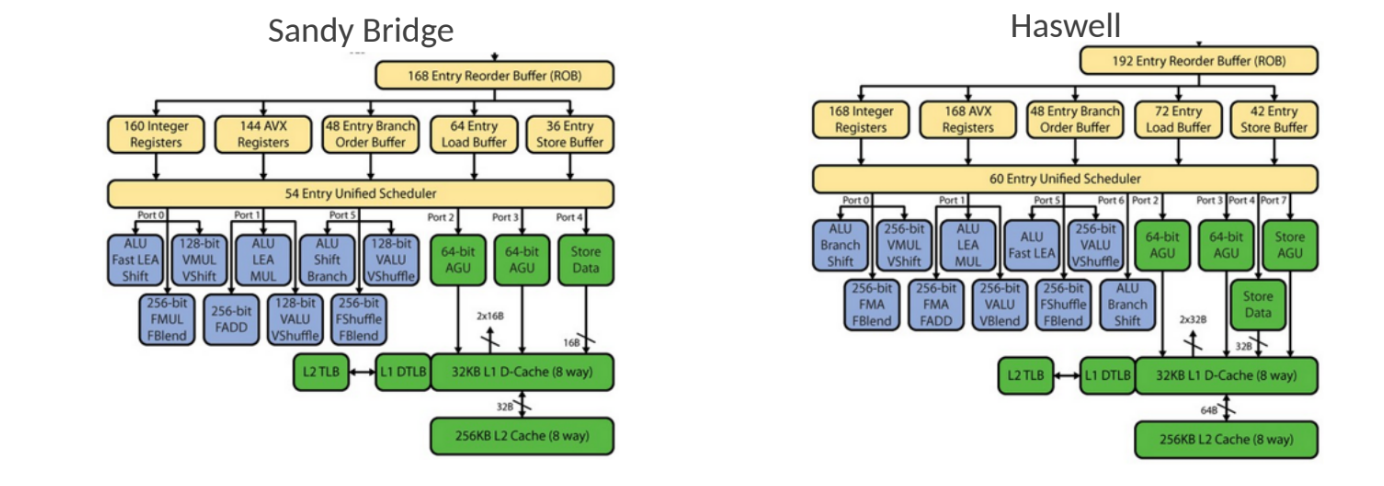 Sandy Bridge
168 Entry Reorder Buffer (ROB)
160 Integer
Registers
144 AVX
Registers
48 Entry Branch
Order Buffer
64 Entry
Load Buffer
36 Entry
Store Buffer
54 Entry Unified Scheduler
Port 0
Port 1
Port 5
Port 2
Port 3
Port 4
ALU
Fast LEA
Shift
128-bit
VMUL
VShift
ALU
LEA
MUL
ALU
Shift
Branch
128-bit
VALU
VShuffle
64-bit
AGU
64-bit
AGU
Store
Data
256-bit
FMUL
FBlend
256-bit
FADD
128-bit
VALU
VShuffle
256-bit
FShuffle
FBlend
2x16B
16B
L2 TLB
L1 DTLB
32KB L1 D-Cache (8 way)
32B
256KB L2 Cache (8 way)
Haswell
192 Entry Reorder Buffer (ROB)
168 Integer
Registers
168 AVX
Registers
48 Entry Branch
Order Buffer
72 Entry
Load Buffer
42 Entry
Store Buffer
60 Entry Unified Scheduler
Port 0
Port 1
Port 5
Port 6
Port 2
Port 3
Port 4
Port 7
ALU
Branch
Shift
256-bit
VMUL
VShift
ALU
LEA
MUL
ALU
Fast LEA
256-bit
VALU
VShuffle
64-bit
AGU
64-bit
AGU
Store
AGU
256-bit
FMA
FBlend
256-bit
FMA
FADD
256-bit
VALU
VBlend
256-bit
FShuffle
FBlend
ALU
Branch
Shift
Store
Data
2x32B
32B
L2 TLB
L1 DTLB
32KB L1 D-Cache (8 way)
64B
256KB L2 Cache (8 way)